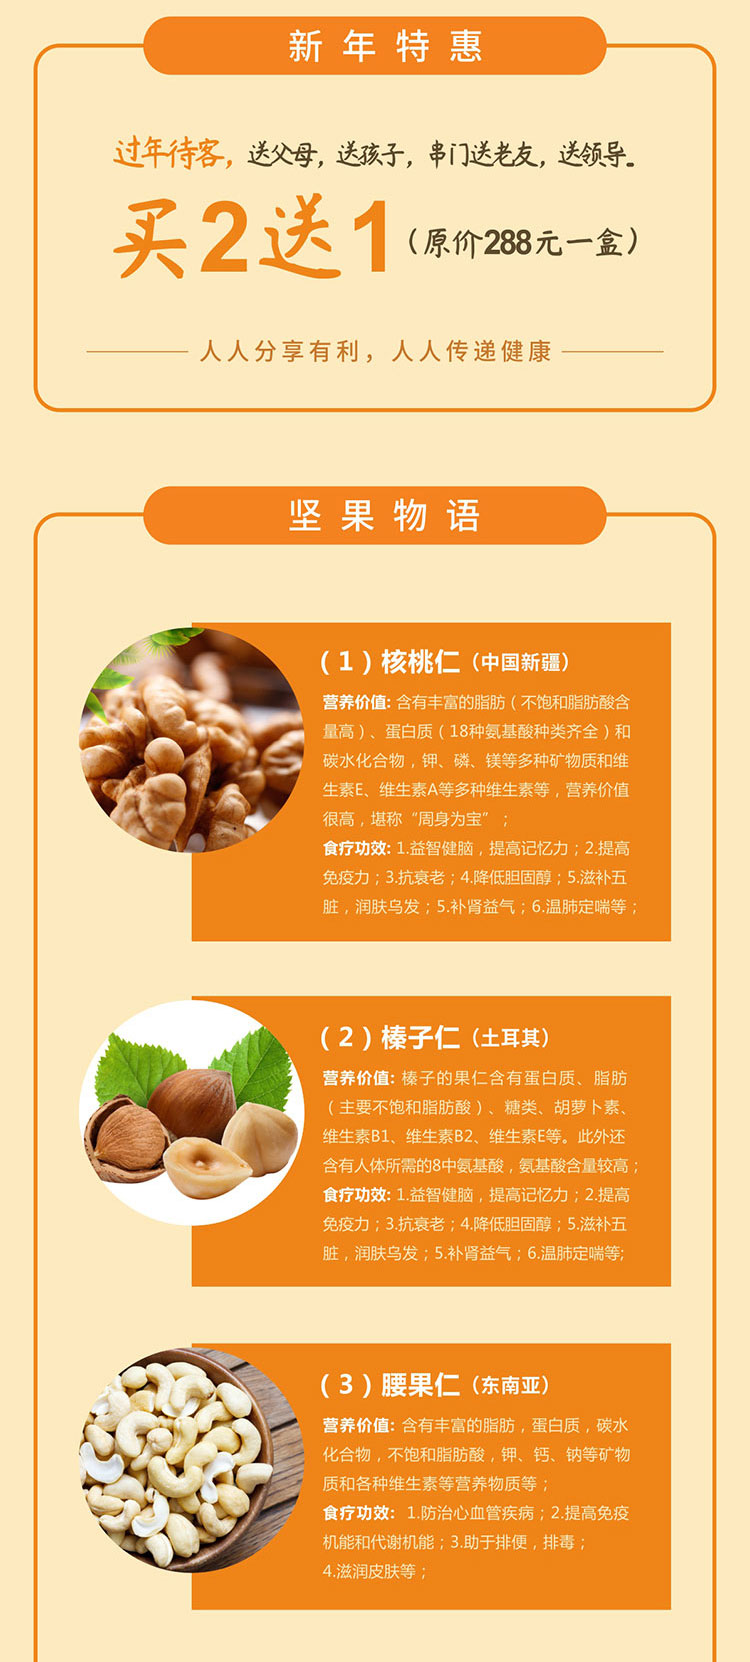 新年特惠
过年待客，送父母，送孩子，串门送老友，送领导。
买2送1（原价288元一盒）
人人分享有利，人人传递健康
坚果物语
（1）核桃仁（中国新疆）
营养价值: 含有丰富的脂肪（不饱和脂肪酸含
量高）、蛋白质（18种氨基酸种类齐全）和
碳水化合物，钾、磷、镁等多种矿物质和维
生素E、维生素A等多种维生素等，营养价值
很高，堪称“周身为宝”；
食疗功效: 1.益智健脑，提高记忆力；2.提高
免疫力；3.抗衰老；4.降低胆固醇；5.滋补五
脏，润肤乌发；5.补肾益气；6.温肺定喘等；
（2）榛子仁（土耳其）
营养价值: 榛子的果仁含有蛋白质、脂肪
（主要不饱和脂肪酸）、糖类、胡萝卜素、
维生素B1、维生素B2、维生素E等。此外还
含有人体所需的8中氨基酸，氨基酸含量较高；
食疗功效: 1.益智健脑，提高记忆力；2.提高
免疫力；3.抗衰老；4.降低胆固醇；5.滋补五
脏，润肤乌发；5.补肾益气；6.温肺定喘等;
（3）腰果仁（东南亚）
营养价值: 含有丰富的脂肪，蛋白质，碳水
化合物，不饱和脂肪酸，钾、钙、钠等矿物
质和各种维生素等营养物质等；
食疗功效: 1.防治心血管疾病；2.提高免疫
机能和代谢机能；3.助于排便，排毒；
4.滋润皮肤等；